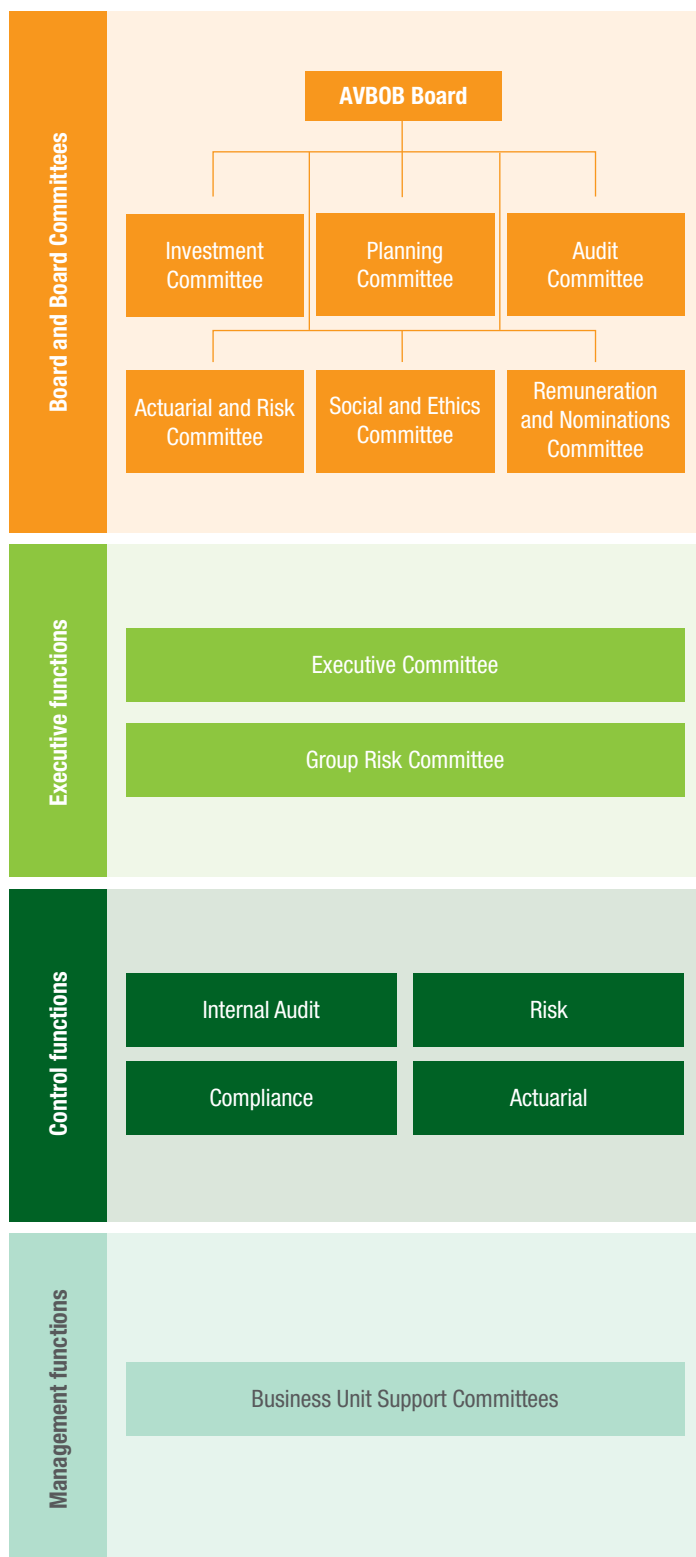 Board and Board Committees
AVBOB Board
Investment
Committee
Planning
Committee
Audit
Committee
Actuarial and Risk
Committee
Social and Ethics
Committee
Remuneration
and Nominations
Committee
Executive functions
Executive Committee
Group Risk Committee
Control functions
Internal Audit
Risk
Compliance
Actuarial
Management functions
Business Unit Support Committees